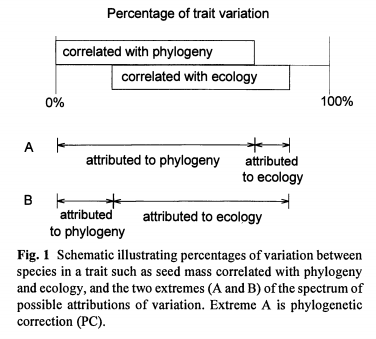 Percentage of trait variation
correlated with phylogeny
correlated with ecology
0%
100%
A
attributed to phylogeny
attributed
to ecology
B
attributed
to phylogeny
attributed to ecology
Fig. 1 Schematic illustrating percentages of variation between
species in a trait such as seed mass correlated with phylogeny
and ecology, and the two extremes (A and B) of the spectrum of
possible attributions of variation. Extreme A is phylogenetic
correction (PC).